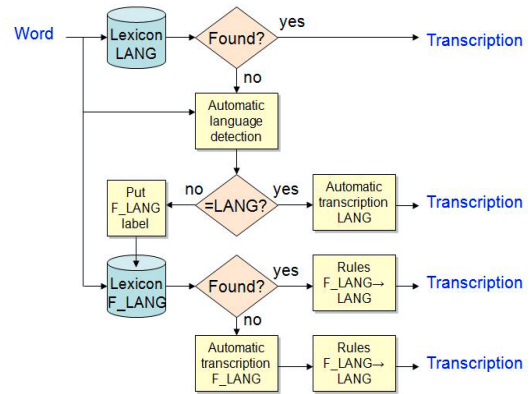 Word
Lexicon
LANG
Found?
yes
Transcription
no
Automatic
language
detection
Put
F_LANG
label
no
=LANG?
yes
Automatic
transcription
LANG
Transcription
Lexicon
F_LANG
Found?
yes
Rules
F_LANG→
LANG
Transcription
no
Automatic
transcription
F_LANG
Rules
F_LANG→
LANG
Transcription